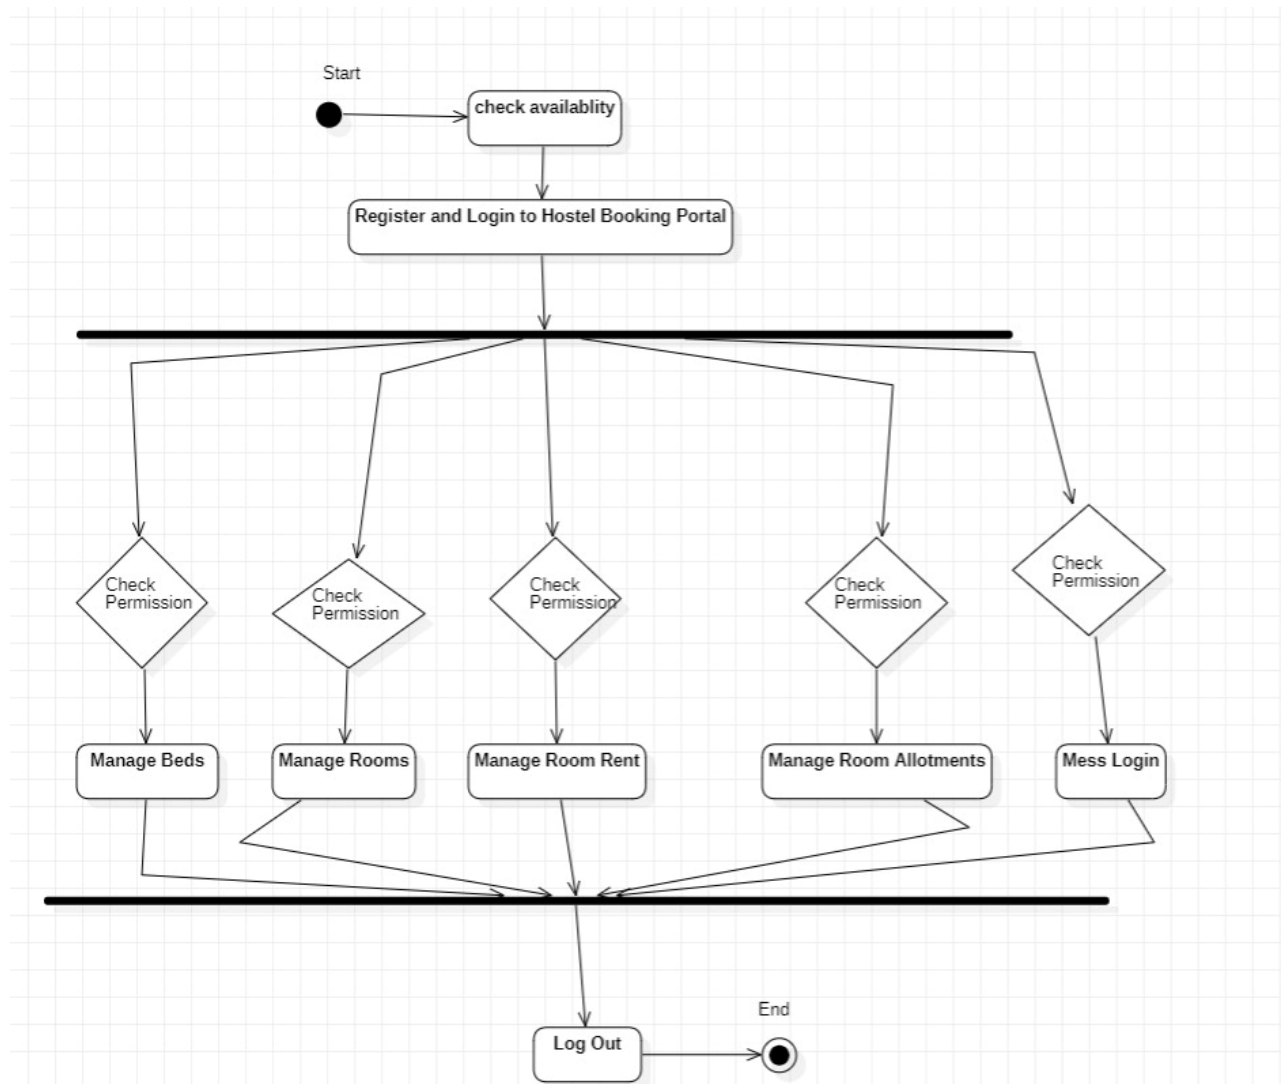 Start
check availablity
Register and Login to Hostel Booking Portal
Check
Permission
Check
Permission
Check
Permission
Check
Permission
Check
Permission
Manage Beds
Manage Rooms
Manage Room Rent
Manage Room Allotments
Mess Login
End
Log Out